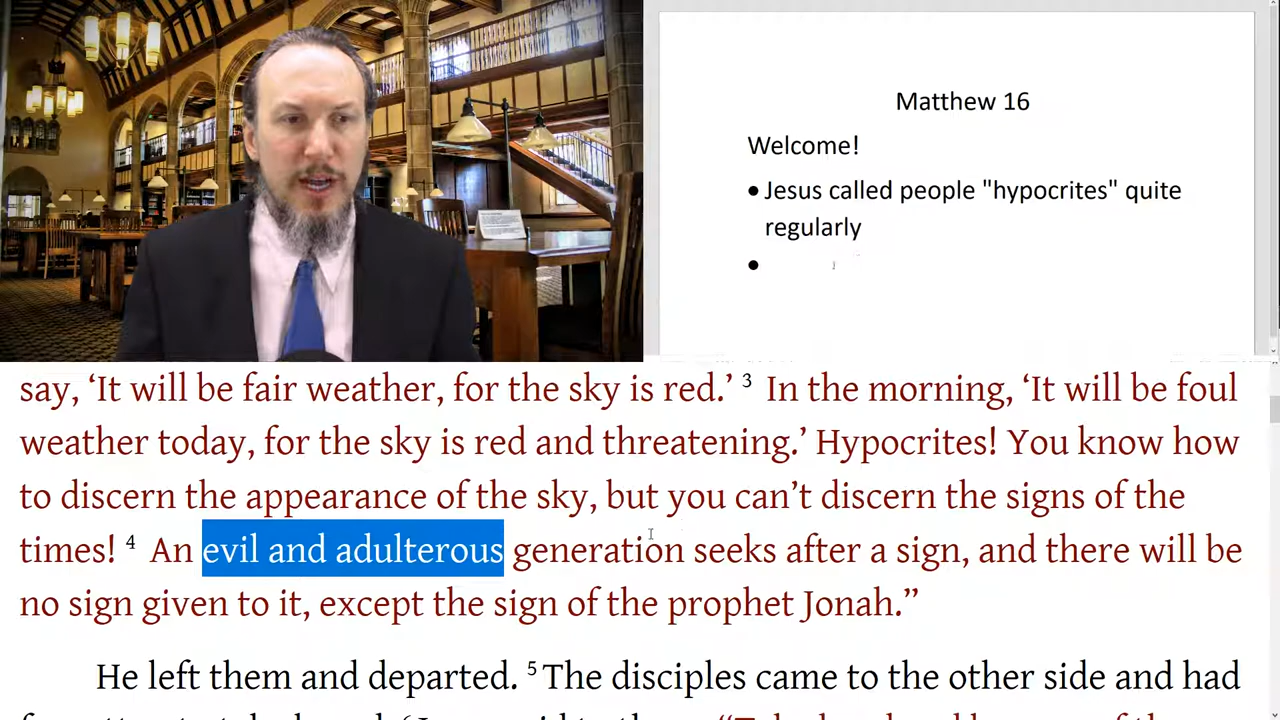 Matthew 16
Welcome!
• Jesus called people "hypocrites" quite
regularly
•
say, ‘It will be fair weather, for the sky is red.’ 3 In the morning, ‘It will be foul
weather today, for the sky is red and threatening.’ Hypocrites! You know how
to discern the appearance of the sky, but you can’t discern the signs of the
times! 4 An evil and adulterous generation seeks after a sign, and there will be
no sign given to it, except the sign of the prophet Jonah.”
He left them and departed. 5 The disciples came to the other side and had